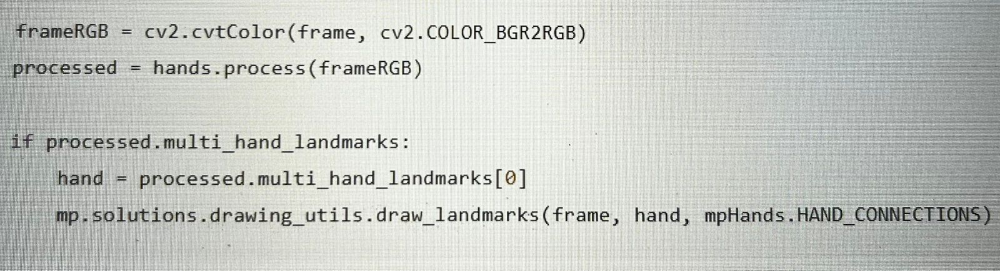 frameRGB = cv2.cvtColor(frame, cv2.COLOR_BGR2RGB)
processed = hands.process(frameRGB)
if processed.multi_hand_landmarks:
    hand = processed.multi_hand_landmarks[0]
    mp.solutions.drawing_utils.draw_landmarks(frame, hand, mpHands.HAND_CONNECTIONS)